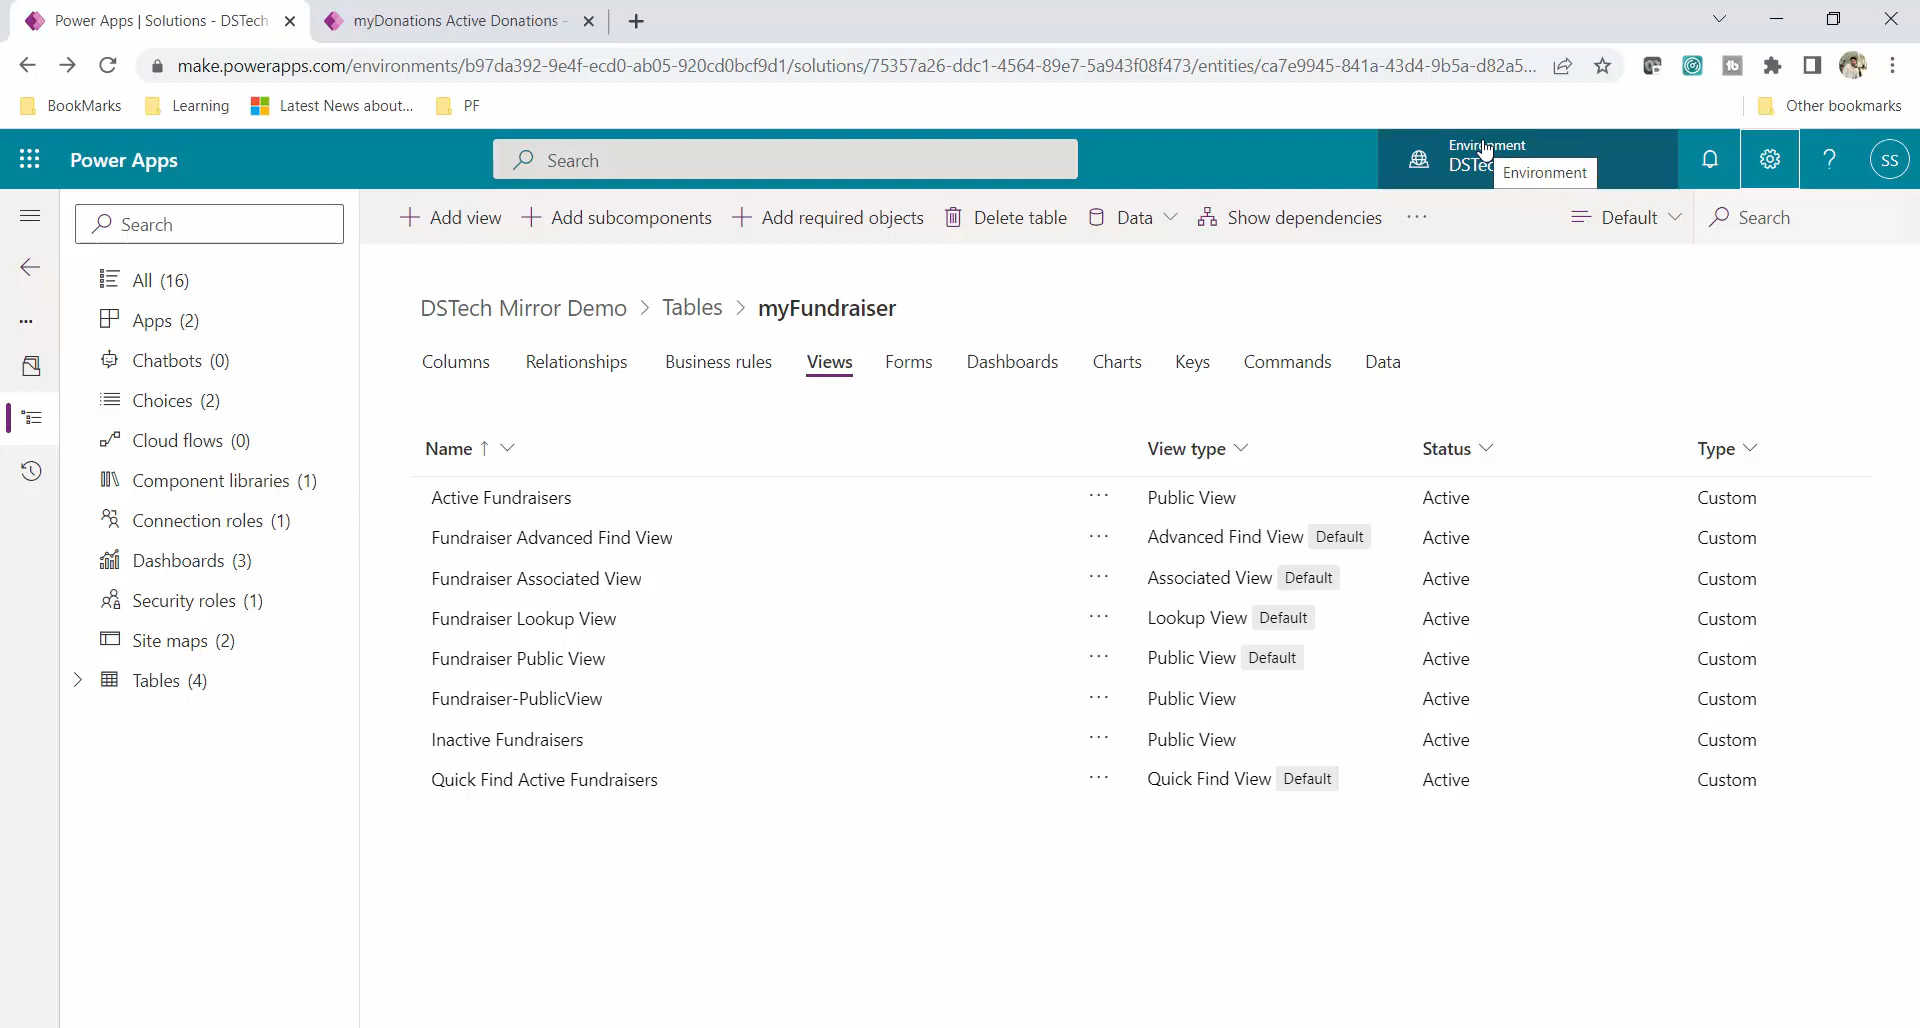 Power Apps | Solutions - DSTech
myDonations Active Donations -
make.powerapps.com/environments/b97da392-9e4f-ecd0-ab05-920cd0bcf9d1/solutions/75357a26-ddc1-4564-89e7-5a943f08f473/entities/ca7e9945-841a-43d4-9b5a-d82a5...
BookMarks
Learning
Latest News about...
PF
Other bookmarks
Power Apps
Search
Environment
DSTec
Environment
?
SS
Search
Add view
Add subcomponents
Add required objects
Delete table
Data
Show dependencies
...
Default
Search
All (16)
Apps (2)
Chatbots (0)
Choices (2)
Cloud flows (0)
Component libraries (1)
Connection roles (1)
Dashboards (3)
Security roles (1)
Site maps (2)
Tables (4)
DSTech Mirror Demo > Tables > myFundraiser
Columns Relationships Business rules Views Forms Dashboards Charts Keys Commands Data
Name View type Status Type
Active Fundraisers ... Public View Active Custom
Fundraiser Advanced Find View ... Advanced Find View Default Active Custom
Fundraiser Associated View ... Associated View Default Active Custom
Fundraiser Lookup View ... Lookup View Default Active Custom
Fundraiser Public View ... Public View Default Active Custom
Fundraiser-PublicView ... Public View Active Custom
Inactive Fundraisers ... Public View Active Custom
Quick Find Active Fundraisers ... Quick Find View Default Active Custom